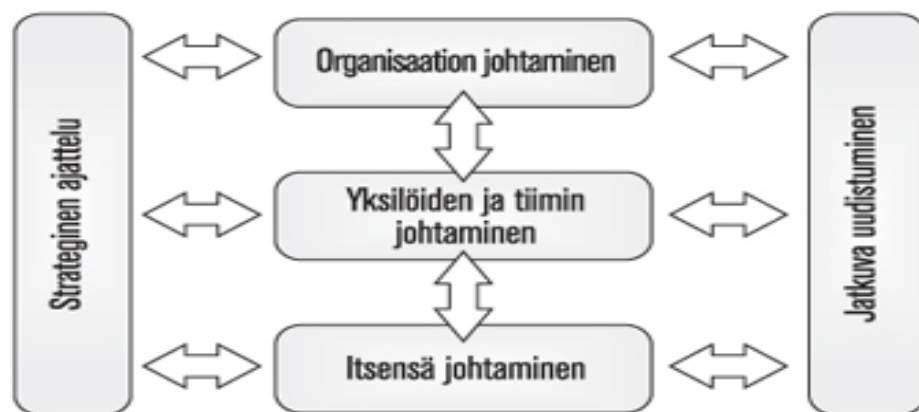 Strateginen ajattelu
Organisaation johtaminen
Yksilöiden ja tiimin
johtaminen
Itsensä johtaminen
Jatkuva uudistuminen